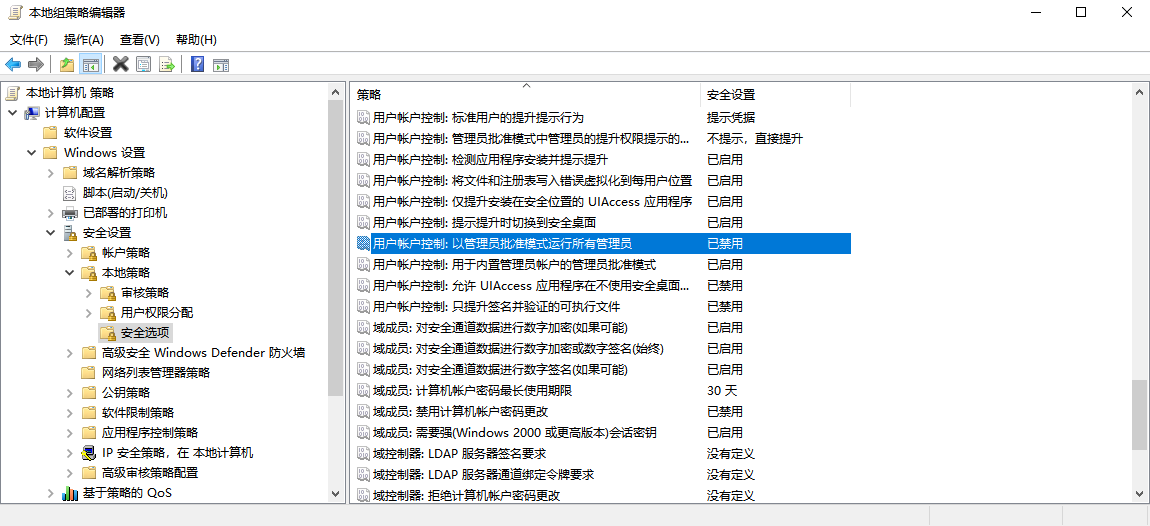 本地组策略编辑器
文件(F) 操作(A) 查看(V) 帮助(H)
本地计算机 策略
计算机配置
软件设置
Windows 设置
域名解析策略
脚本(启动/关机)
已部署的打印机
安全设置
帐户策略
本地策略
审核策略
用户权限分配
安全选项
高级安全 Windows Defender 防火墙
网络列表管理器策略
公钥策略
软件限制策略
应用程序控制策略
IP 安全策略，在 本地计算机
高级审核策略配置
基于策略的 QoS
策略 安全设置
用户帐户控制: 标准用户的提升提示行为 提示凭据
用户帐户控制: 管理员批准模式中管理员的提升权限提示的... 不提示，直接提升
用户帐户控制: 检测应用程序安装并提示提升 已启用
用户帐户控制: 将文件和注册表写入错误虚拟化到每用户位置 已启用
用户帐户控制: 仅提升安装在安全位置的 UIAccess 应用程序 已启用
用户帐户控制: 提示提升时切换到安全桌面 已启用
用户帐户控制: 以管理员批准模式运行所有管理员 已禁用
用户帐户控制: 用于内置管理员帐户的管理员批准模式 已启用
用户帐户控制: 允许 UIAccess 应用程序在不使用安全桌面... 已禁用
用户帐户控制: 只提升签名并验证的可执行文件 已禁用
域成员: 对安全通道数据进行数字加密(如果可能) 已启用
域成员: 对安全通道数据进行数字加密或数字签名(始终) 已启用
域成员: 对安全通道数据进行数字签名(如果可能) 已启用
域成员: 计算机帐户密码最长使用期限 30 天
域成员: 禁用计算机帐户密码更改 已禁用
域成员: 需要强(Windows 2000 或更高版本)会话密钥 已启用
域控制器: LDAP 服务器签名要求 没有定义
域控制器: LDAP 服务器通道绑定令牌要求 没有定义
域控制器: 拒绝计算机帐户密码更改 没有定义